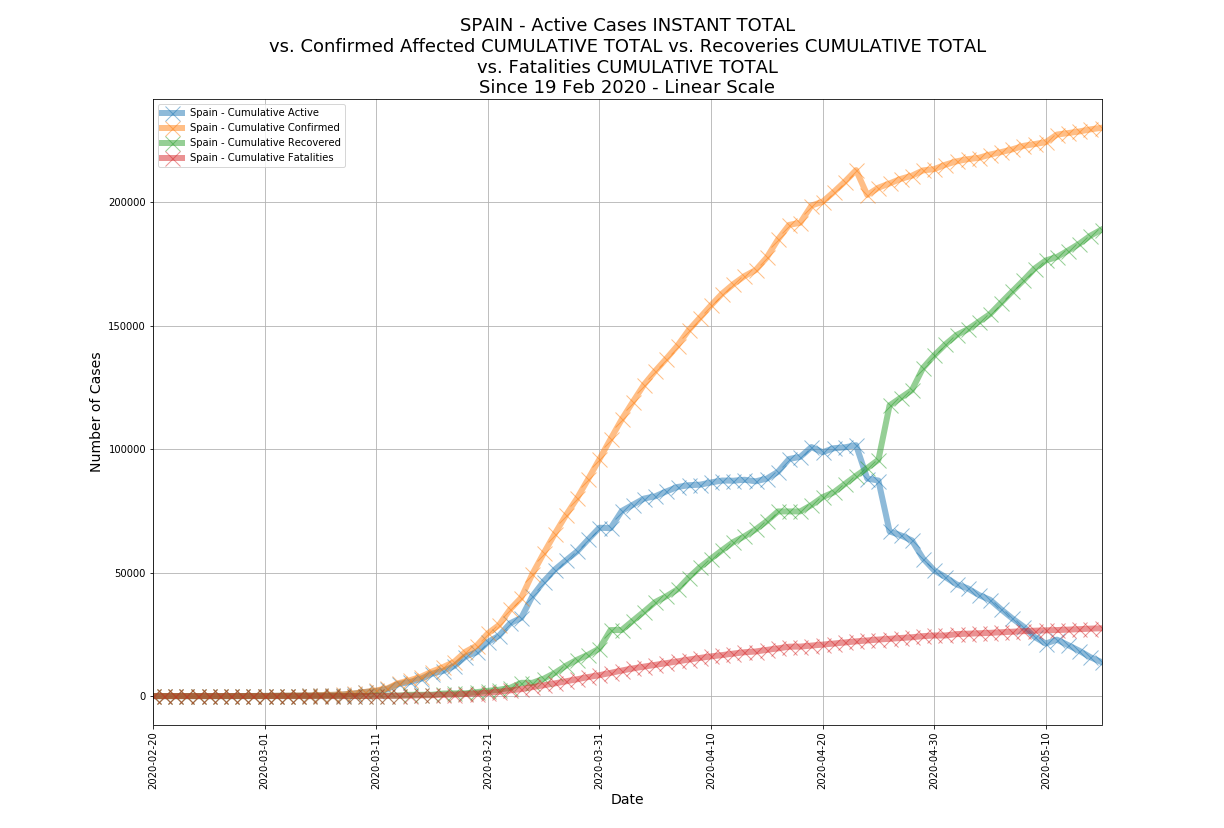 SPAIN - Active Cases INSTANT TOTAL
vs. Confirmed Affected CUMULATIVE TOTAL vs. Recoveries CUMULATIVE TOTAL
vs. Fatalities CUMULATIVE TOTAL
Since 19 Feb 2020 - Linear Scale
Spain - Cumulative Active
Spain - Cumulative Confirmed
Spain - Cumulative Recovered
Spain - Cumulative Fatalities
Number of Cases
200000
150000
100000
50000
0
2020-02-20
2020-03-01
2020-03-11
2020-03-21
2020-03-31
2020-04-10
2020-04-20
2020-04-30
2020-05-10
Date